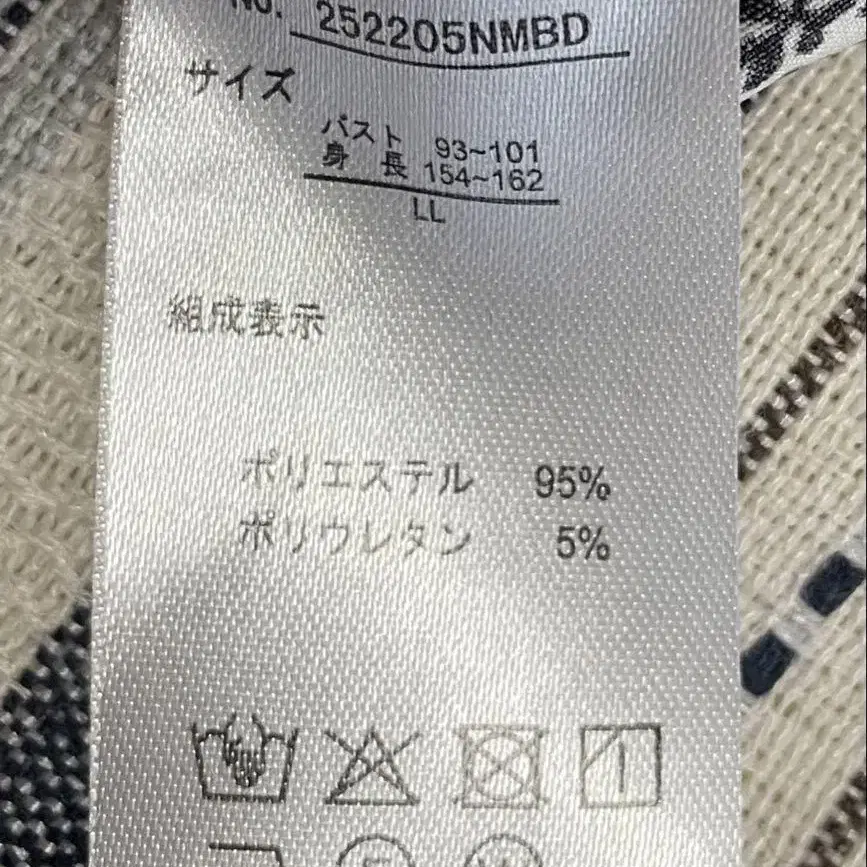 No. 252205NMBD
サイズ
バスト 93~101
身 長 154~162
LL
組成表示
ポリエステル 95%
ポリウレタン 5%